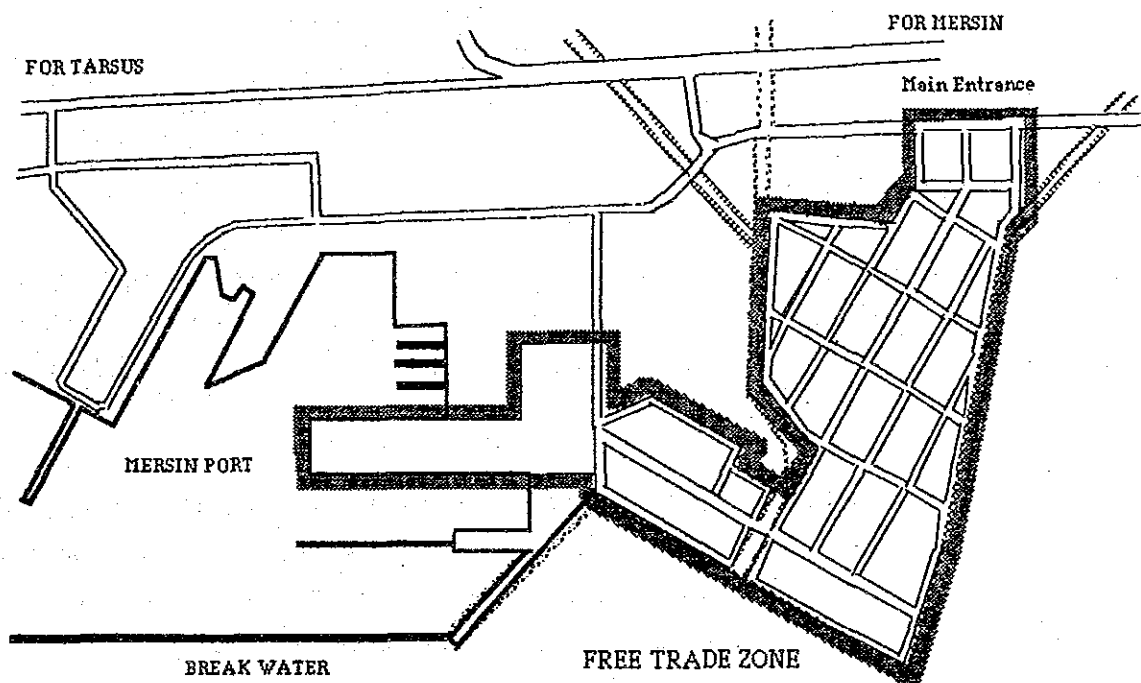 FOR MERSIN
FOR TARSUS
Main Entrance
MERSIN PORT
BREAK WATER
FREE TRADE ZONE